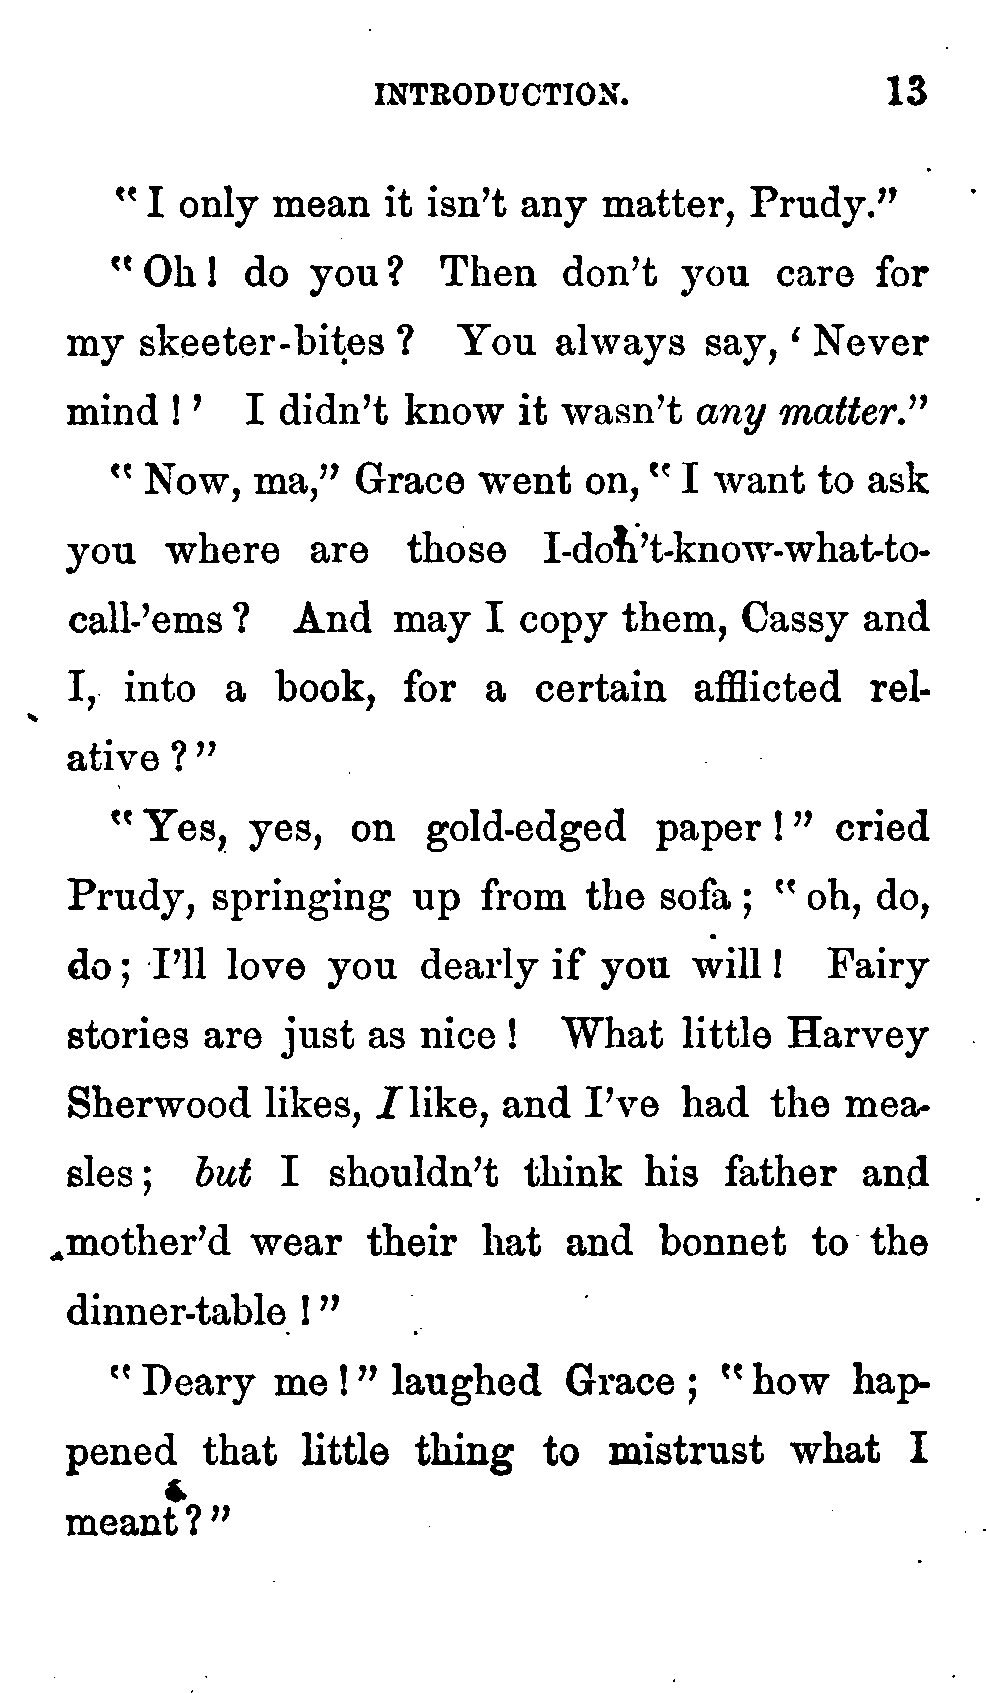 INTRODUCTION. 13
"I only mean it isn't any matter, Prudy."
"Oh! do you? Then don't you care for
my skeeter-bites? You always say, 'Never
mind!' I didn't know it wasn't any matter."
"Now, ma," Grace went on, "I want to ask
you where are those I-don't-know-what-to-
call-'ems? And may I copy them, Cassy and
I, into a book, for a certain afflicted rel-
ative?"
"Yes, yes, on gold-edged paper!" cried
Prudy, springing up from the sofa; "oh, do,
do; I'll love you dearly if you will! Fairy
stories are just as nice! What little Harvey
Sherwood likes, I like, and I've had the mea-
sles; but I shouldn't think his father and
mother'd wear their hat and bonnet to the
dinner-table!"
"Deary me!" laughed Grace; "how hap-
pened that little thing to mistrust what I
meant?"